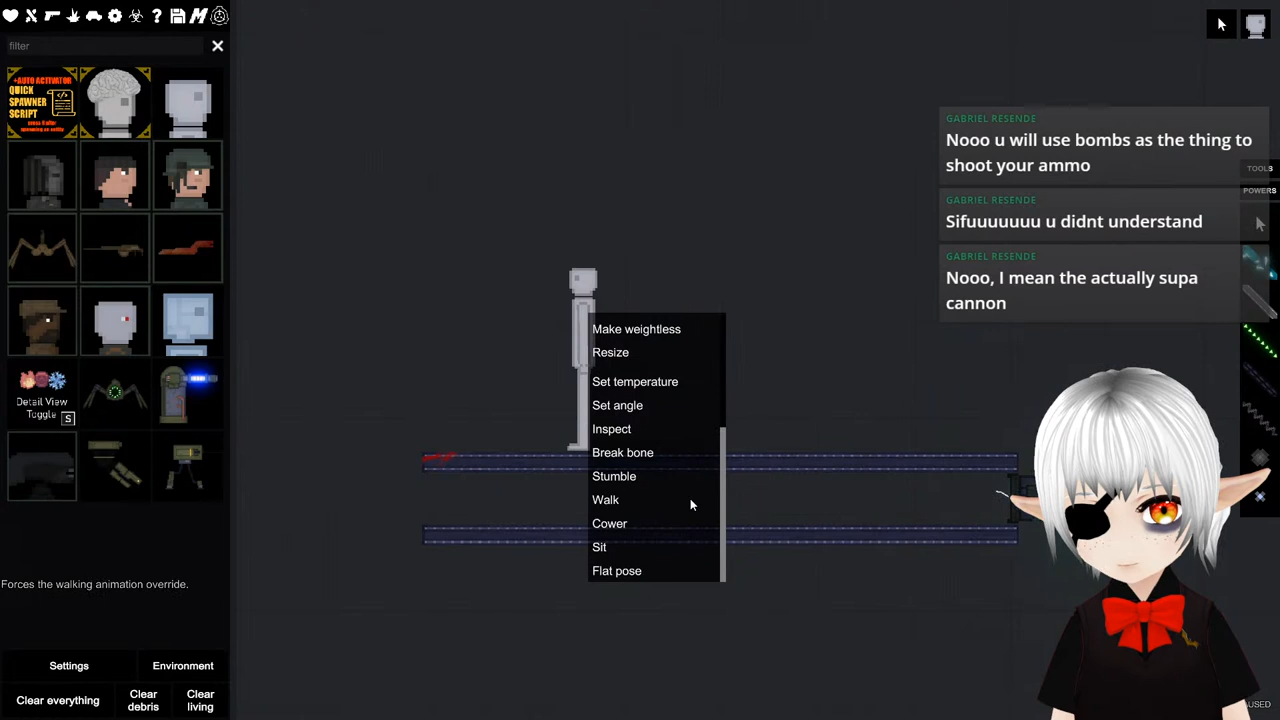 filter
+AUTO ACTIVATOR
QUICK
SPAWNER
SCRIPT
Detail View
Toggle
S
Forces the walking animation override.
Settings
Environment
Clear everything
Clear
debris
Clear
living
Make weightless
Resize
Set temperature
Set angle
Inspect
Break bone
Stumble
Walk
Cower
Sit
Flat pose
GABRIEL RESENDE
Nooo u will use bombs as the thing to
shoot your ammo
GABRIEL RESENDE
Sifuuuuuuu u didnt understand
GABRIEL RESENDE
Nooo, I mean the actually supa
cannon
TOOLS
POWERS